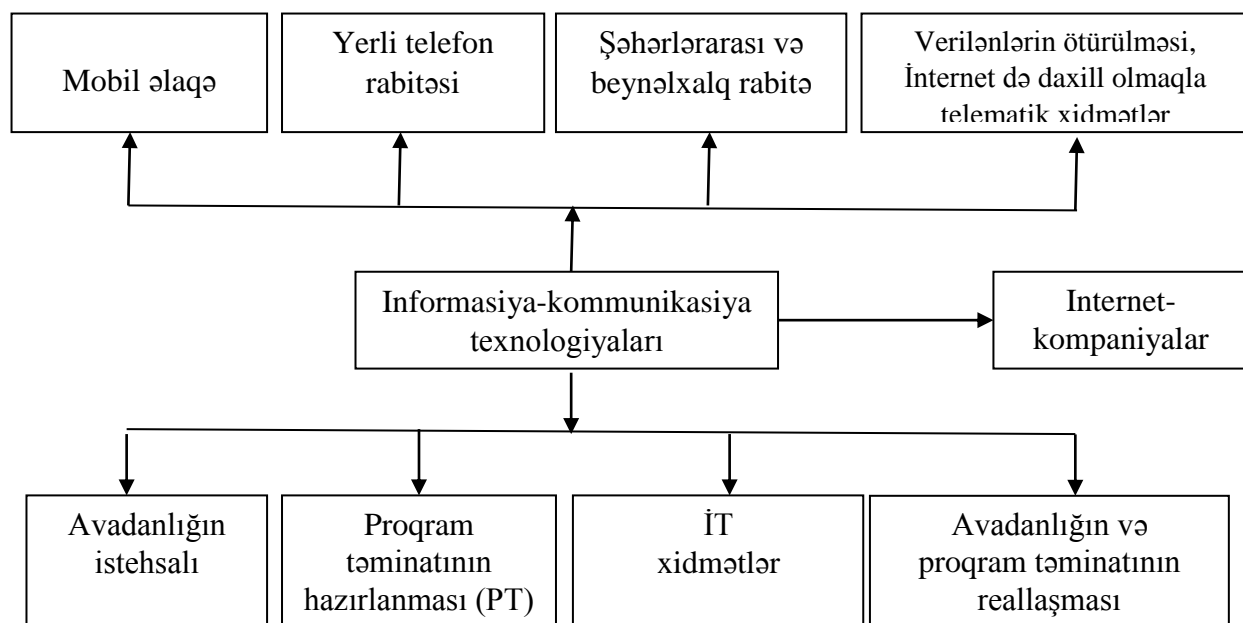 Mobil əlaqə
Yerli telefon
rabitəsi
Şəhərlərarası və
beynəlxalq rabitə
Verilənlərin ötürülməsi,
İnternet də daxill olmaqla
telematik xidmətlər
Informasiya-kommunikasiya
texnologiyaları
Internet-
kompaniyalar
Avadanlığın
istehsalı
Proqram
təminatının
hazırlanması (PT)
İT
xidmətlər
Avadanlığın və
proqram təminatının
reallaşması